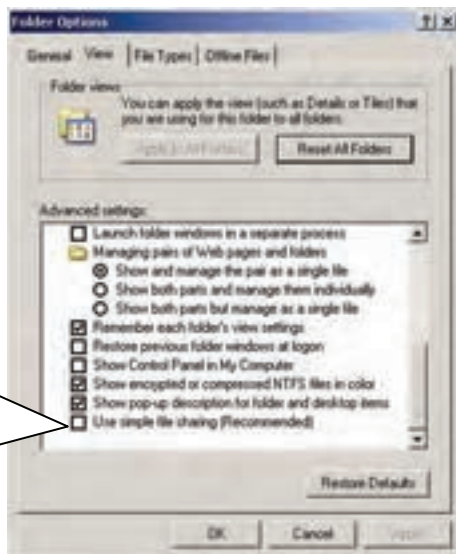 Folder Options
General View File Types Offline Files
Folder views
You can apply the view (such as Details or Tiles) that
you are using for this folder to all folders.
Apply to All Folders Reset All Folders
Advanced settings:
Launch folder windows in a separate process
Managing pairs of Web pages and folders
Show and manage the pair as a single file
Show both parts and manage them individually
Show both parts but manage as a single file
Remember each folder's view settings
Restore previous folder windows at logon
Show Control Panel in My Computer
Show encrypted or compressed NTFS files in color
Show pop-up description for folder and desktop items
Use simple file sharing (Recommended)
Restore Defaults
OK Cancel Apply